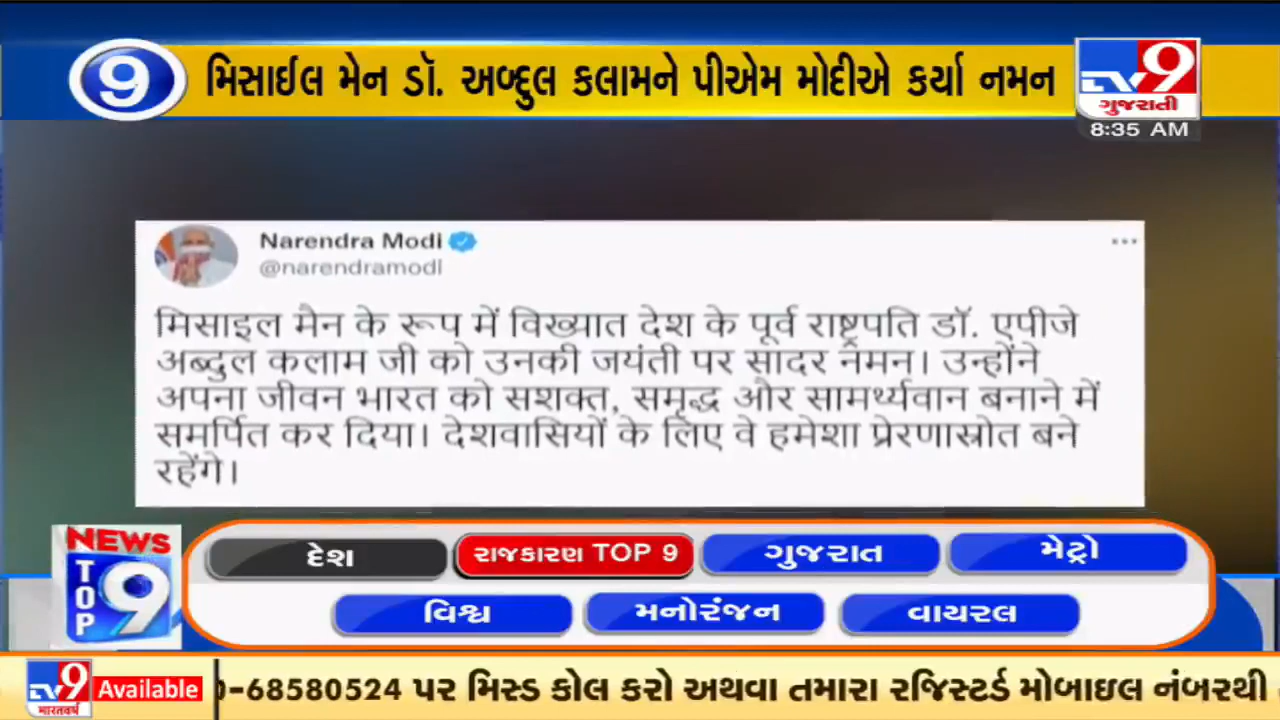 9 મિસાઈલ મેન ડૉ. અબ્દુલ કલામને પીએમ મોદીએ કર્યા નમન
TV9
ગુજરાતી
8:35 AM
Narendra Modi
@narendramodi
मिसाइल मैन के रूप में विख्यात देश के पूर्व राष्ट्रपति डॉ. एपीजे
अब्दुल कलाम जी को उनकी जयंती पर सादर नमन। उन्होंने
अपना जीवन भारत को सशक्त, समृद्ध और सामर्थ्यवान बनाने में
समर्पित कर दिया। देशवासियों के लिए वे हमेशा प्रेरणास्रोत बने
रहेंगे।
NEWS
TOP 9
દેશ રાજકારણ TOP 9 ગુજરાત મેટ્રો
વિશ્વ મનોરંજન વાયરલ
TV9
भारतवर्ष
Available
-68580524 પર મિસ્ડ કોલ કરો અથવા તમારા રજિસ્ટર્ડ મોબાઇલ નંબરથી